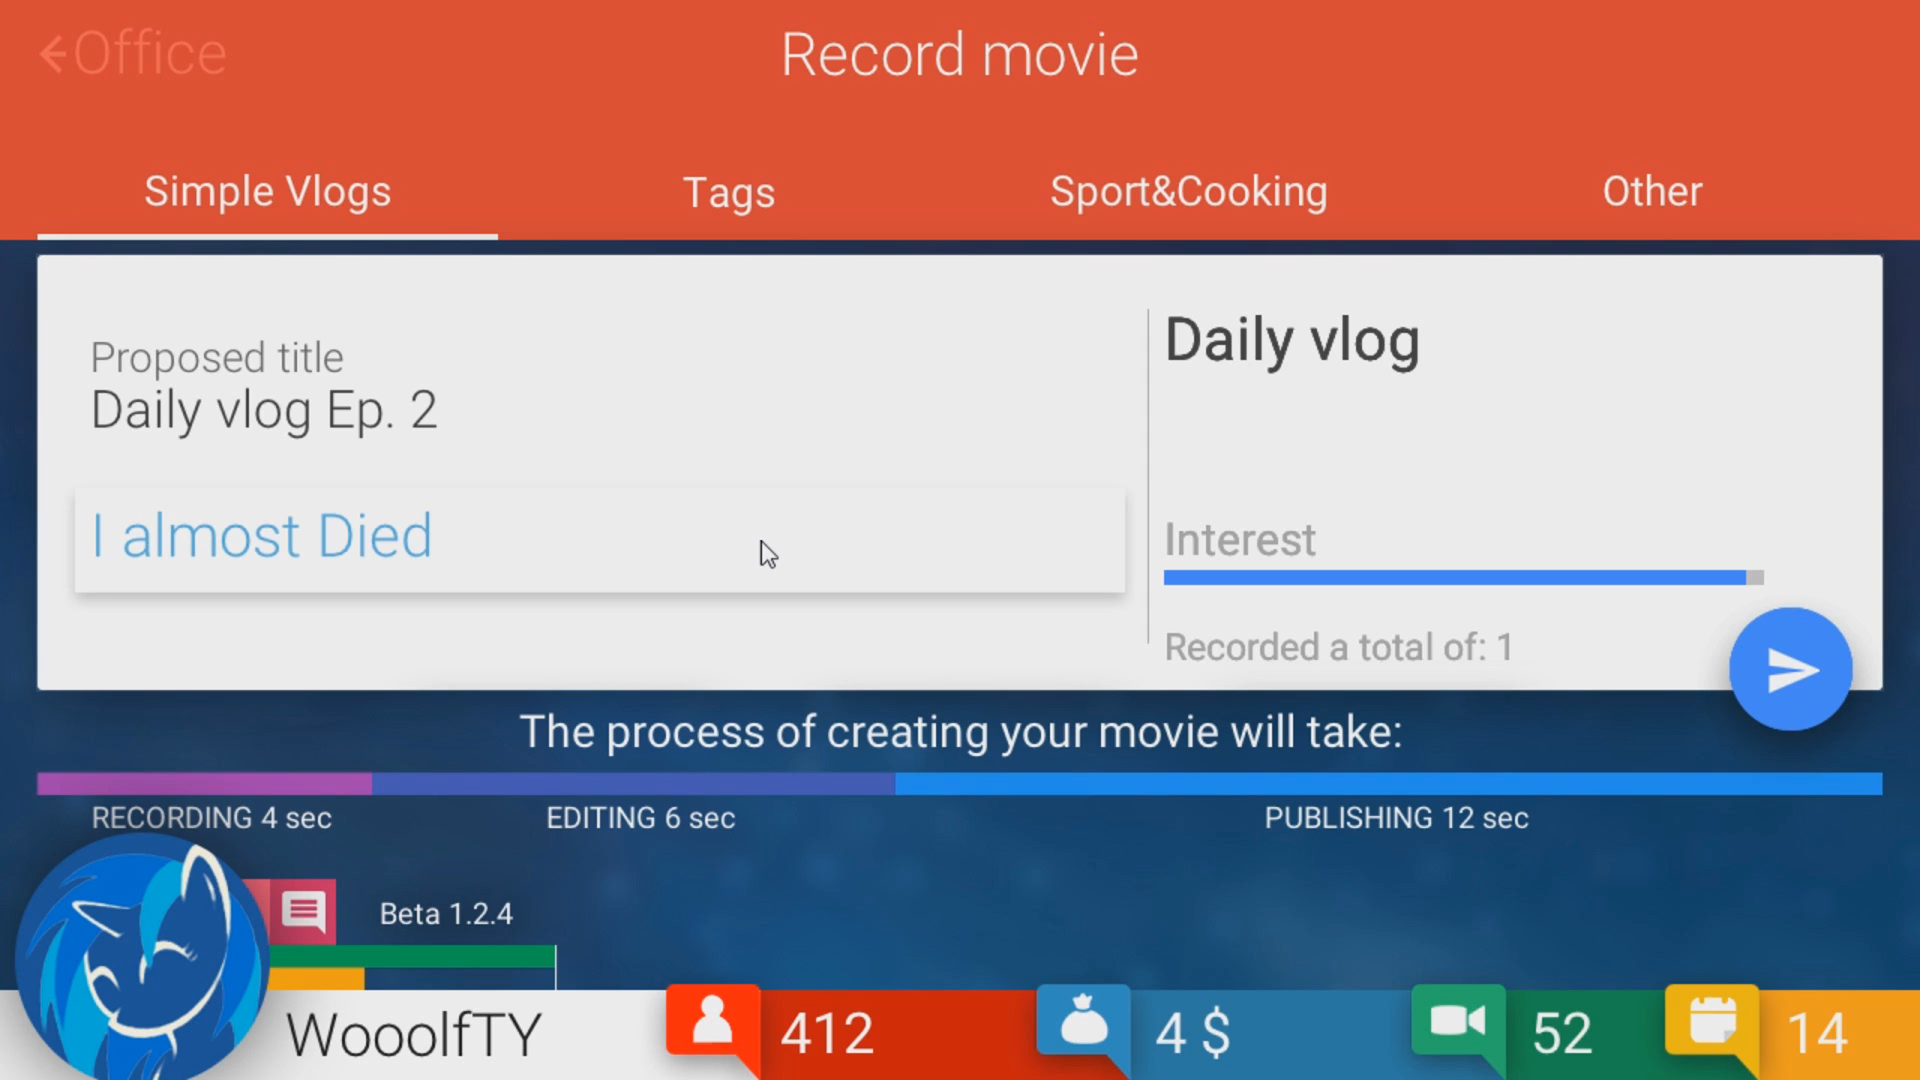 Office
Record movie
Simple Vlogs
Tags
Sport&Cooking
Other
Proposed title
Daily vlog Ep. 2
I almost Died
Daily vlog
Interest
Recorded a total of: 1
The process of creating your movie will take:
RECORDING 4 sec
EDITING 6 sec
PUBLISHING 12 sec
Beta 1.2.4
WooolfTY
412
4 $
52
14